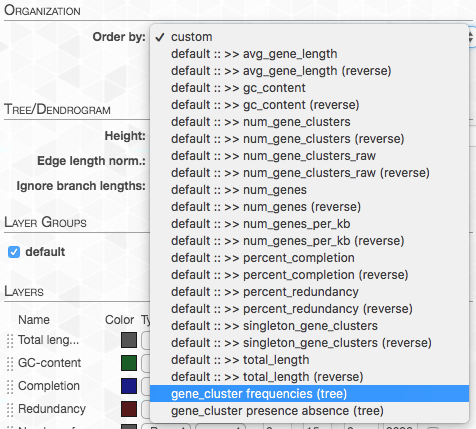 ORGANIZATION
Order by:
✓ custom
default :: >> avg_gene_length
default :: >> avg_gene_length (reverse)
default :: >> gc_content
default :: >> gc_content (reverse)
default :: >> num_gene_clusters
default :: >> num_gene_clusters (reverse)
default :: >> num_gene_clusters_raw
default :: >> num_gene_clusters_raw (reverse)
default :: >> num_genes
default :: >> num_genes (reverse)
default :: >> num_genes_per_kb
default :: >> num_genes_per_kb (reverse)
default :: >> percent_completion
default :: >> percent_completion (reverse)
default :: >> percent_redundancy
default :: >> percent_redundancy (reverse)
default :: >> singleton_gene_clusters
default :: >> singleton_gene_clusters (reverse)
default :: >> total_length
default :: >> total_length (reverse)
gene_cluster frequencies (tree)
gene_cluster presence absence (tree)
TREE/DENDROGRAM
Height:
Edge length norm.:
Ignore branch lengths:
LAYER GROUPS
default
LAYERS
Name Color
Total leng...
GC-content
Completion
Redundancy